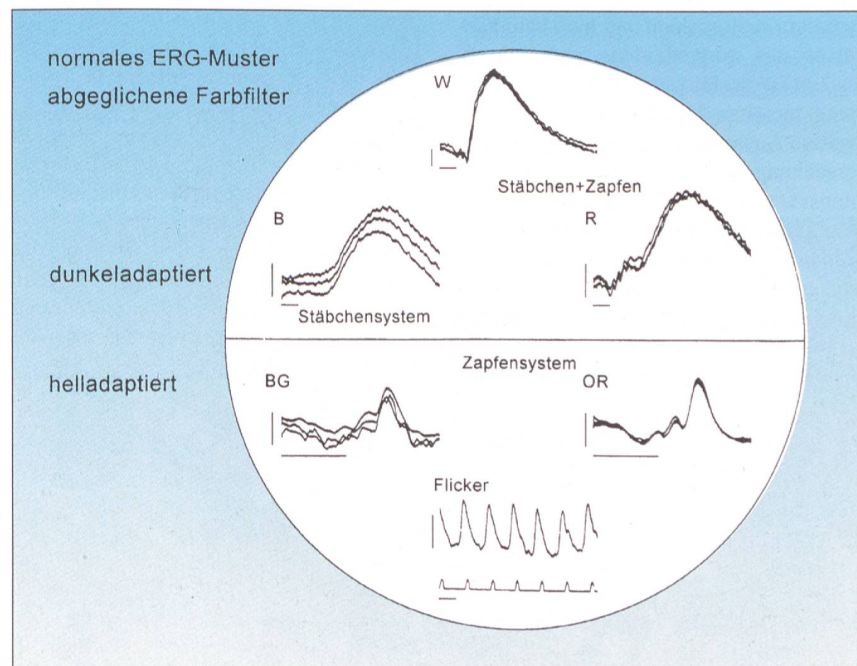 normales ERG-Muster
abgeglichene Farbfilter
W
Stäbchen+Zapfen
B
R
dunkeladaptiert
Stäbchensystem
helladaptiert
Zapfensystem
BG
OR
Flicker